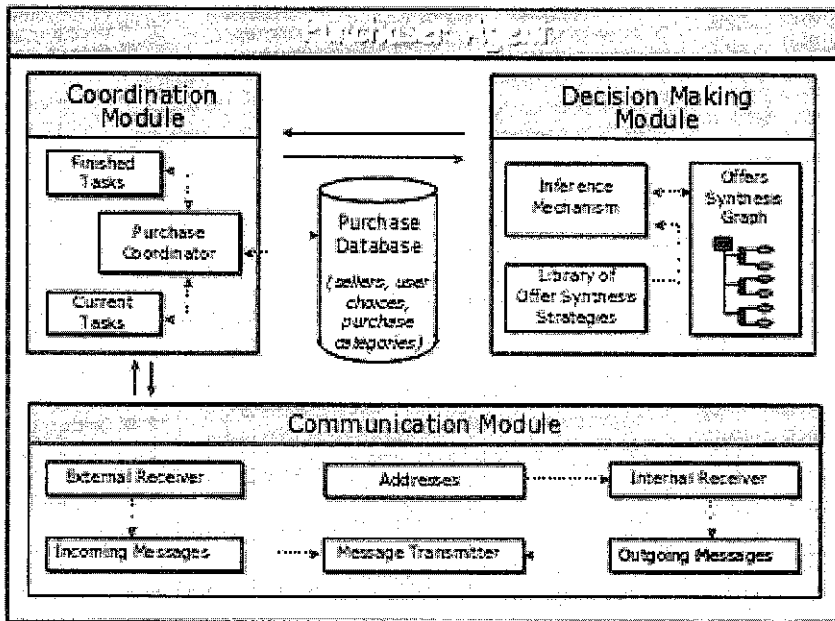 Purchaser Agent
Coordination
Module
Finished
Tasks
Purchase
Coordinator
Current
Tasks
Purchase
Database
(sellers, user
choices,
purchase
categories)
Decision Making
Module
Inference
Mechanism
Library of
Offer Synthesis
Strategies
Offers
Synthesis
Graph
Communication Module
External Receiver
Addresses
Internal Receiver
Incoming Messages
Message Transmitter
Outgoing Messages